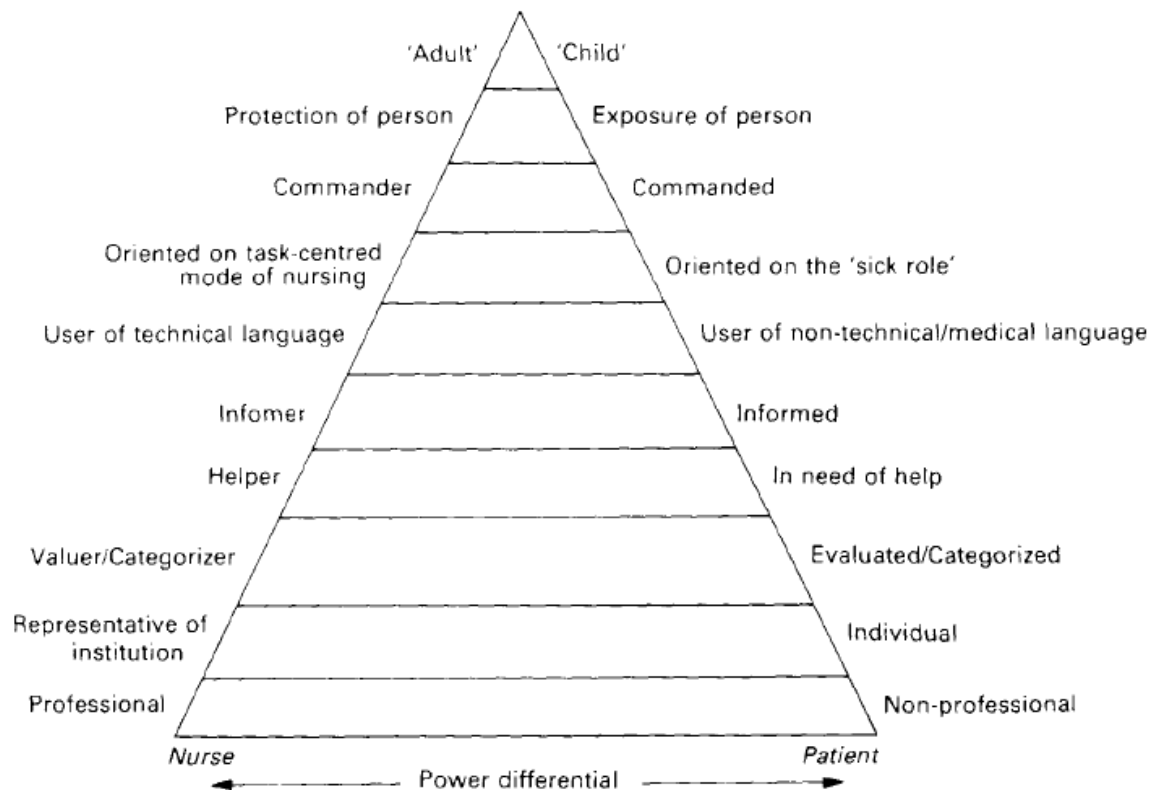 'Adult' 'Child'
Protection of person Exposure of person
Commander Commanded
Oriented on task-centred
mode of nursing
Oriented on the 'sick role'
User of technical language User of non-technical/medical language
Infomer Informed
Helper In need of help
Valuer/Categorizer Evaluated/Categorized
Representative of
institution
Individual
Professional Non-professional
Nurse Patient
Power differential